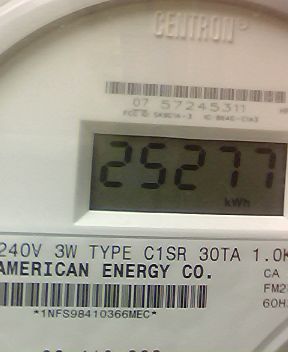 CENTRON®
07 57245311
25277
kWh
240V 3W TYPE C1SR 30TA 1.0K
AMERICAN ENERGY CO.
CA
FM2
60H
*1NFS98410366MEC*